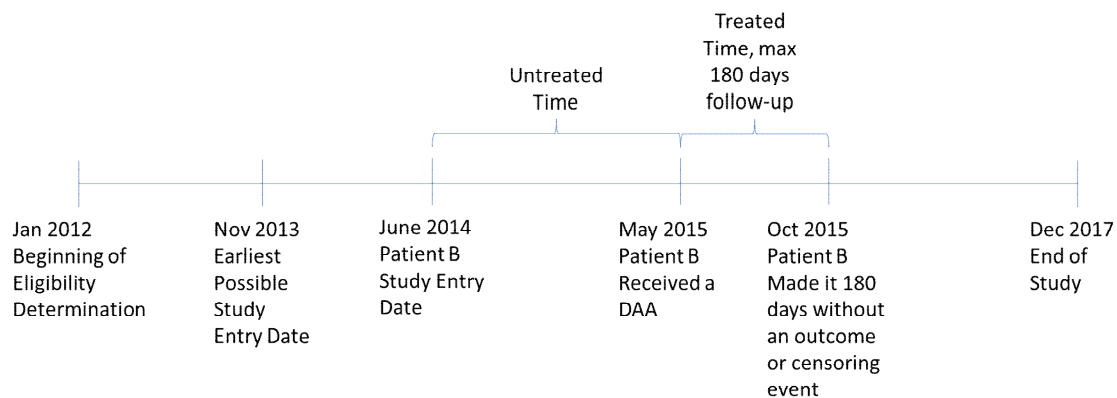 Treated
Time, max
180 days
follow-up
Untreated
Time
Jan 2012
Beginning of
Eligibility
Determination
Nov 2013
Earliest
Possible
Study
Entry Date
June 2014
Patient B
Study Entry
Date
May 2015
Patient B
Received a
DAA
Oct 2015
Patient B
Made it 180
days without
an outcome
or censoring
event
Dec 2017
End of
Study